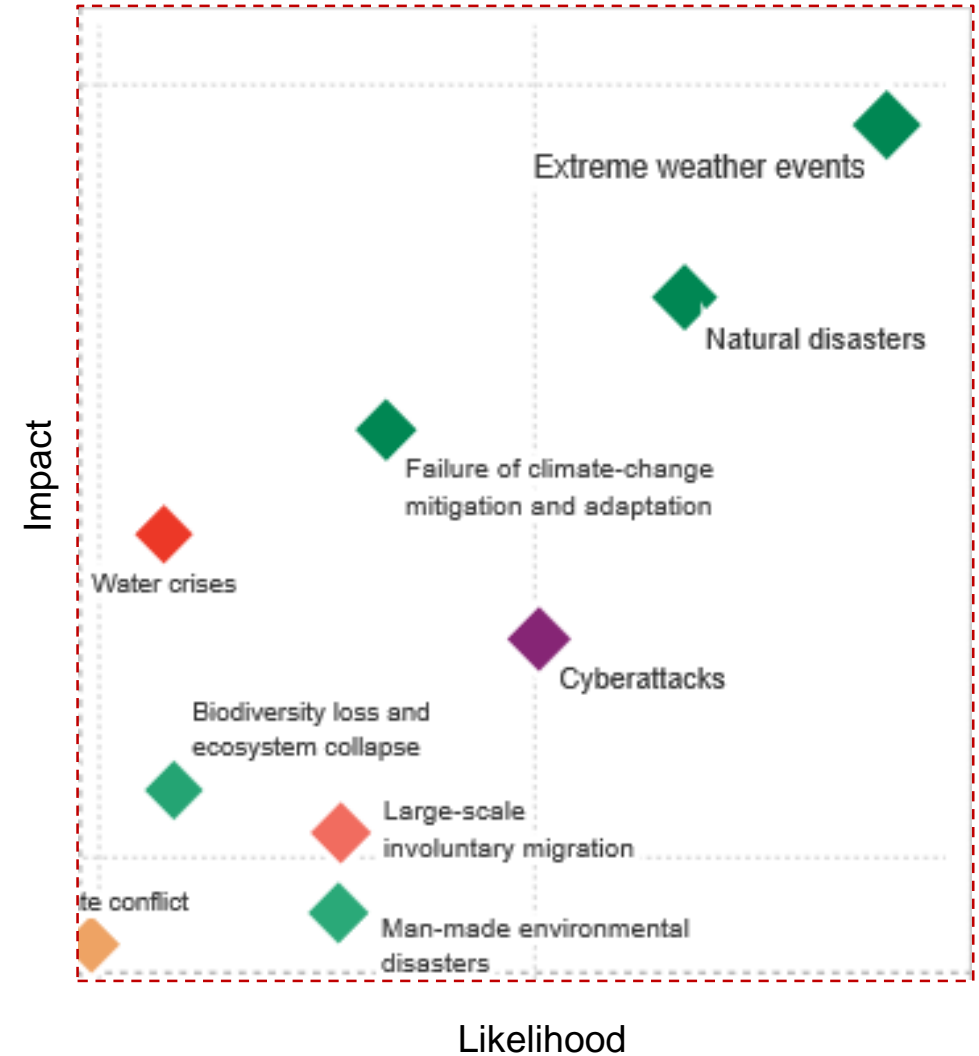 Extreme weather events
Natural disasters
Failure of climate-change
mitigation and adaptation
Impact
Water crises
Cyberattacks
Biodiversity loss and
ecosystem collapse
Large-scale
involuntary migration
te conflict
Man-made environmental
disasters
Likelihood